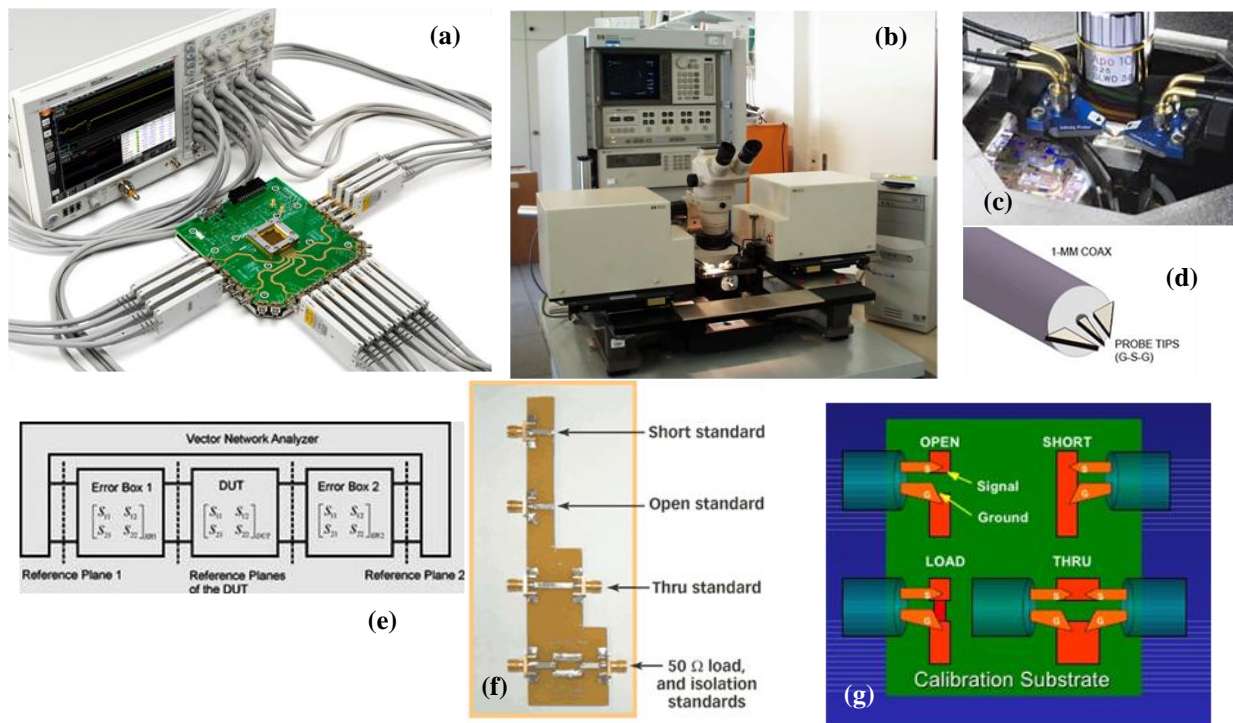 (a)
(b)
Apo 10
(c)
1-MM COAX
(d)
PROBE TIPS
(G-S-G)
Vector Network Analyzer
Error Box 1
DUT
Error Box 2
Reference Plane 1
Reference Planes
of the DUT
Reference Plane 2
(e)
Short standard
Open standard
Thru standard
50 Ω load,
and isolation
standards
(f)
OPEN
SHORT
S
S
Signal
G
G
Ground
LOAD
THRU
S
S
S
G
G
G
Calibration Substrate
(g)